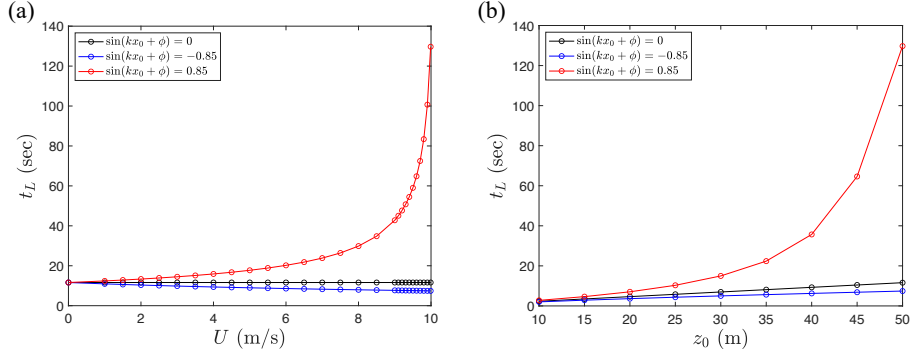 (a)
sin(kx₀ + ϕ) = 0
sin(kx₀ + ϕ) = −0.85
sin(kx₀ + ϕ) = 0.85
140
120
100
80
60
40
20
0
t_L (sec)
0 2 4 6 8 10
U (m/s)
(b)
sin(kx₀ + ϕ) = 0
sin(kx₀ + ϕ) = −0.85
sin(kx₀ + ϕ) = 0.85
140
120
100
80
60
40
20
0
t_L (sec)
10 15 20 25 30 35 40 45 50
z₀ (m)